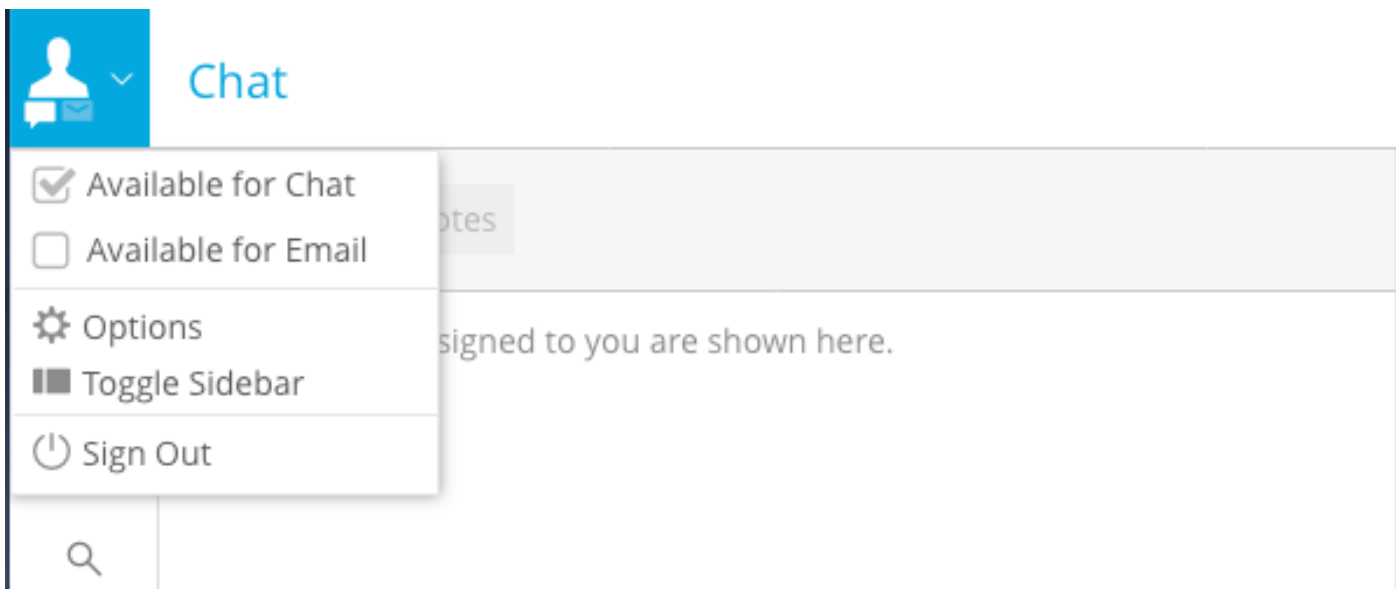 Chat
Available for Chat
Available for Email
otes
Options
signed to you are shown here.
Toggle Sidebar
Sign Out